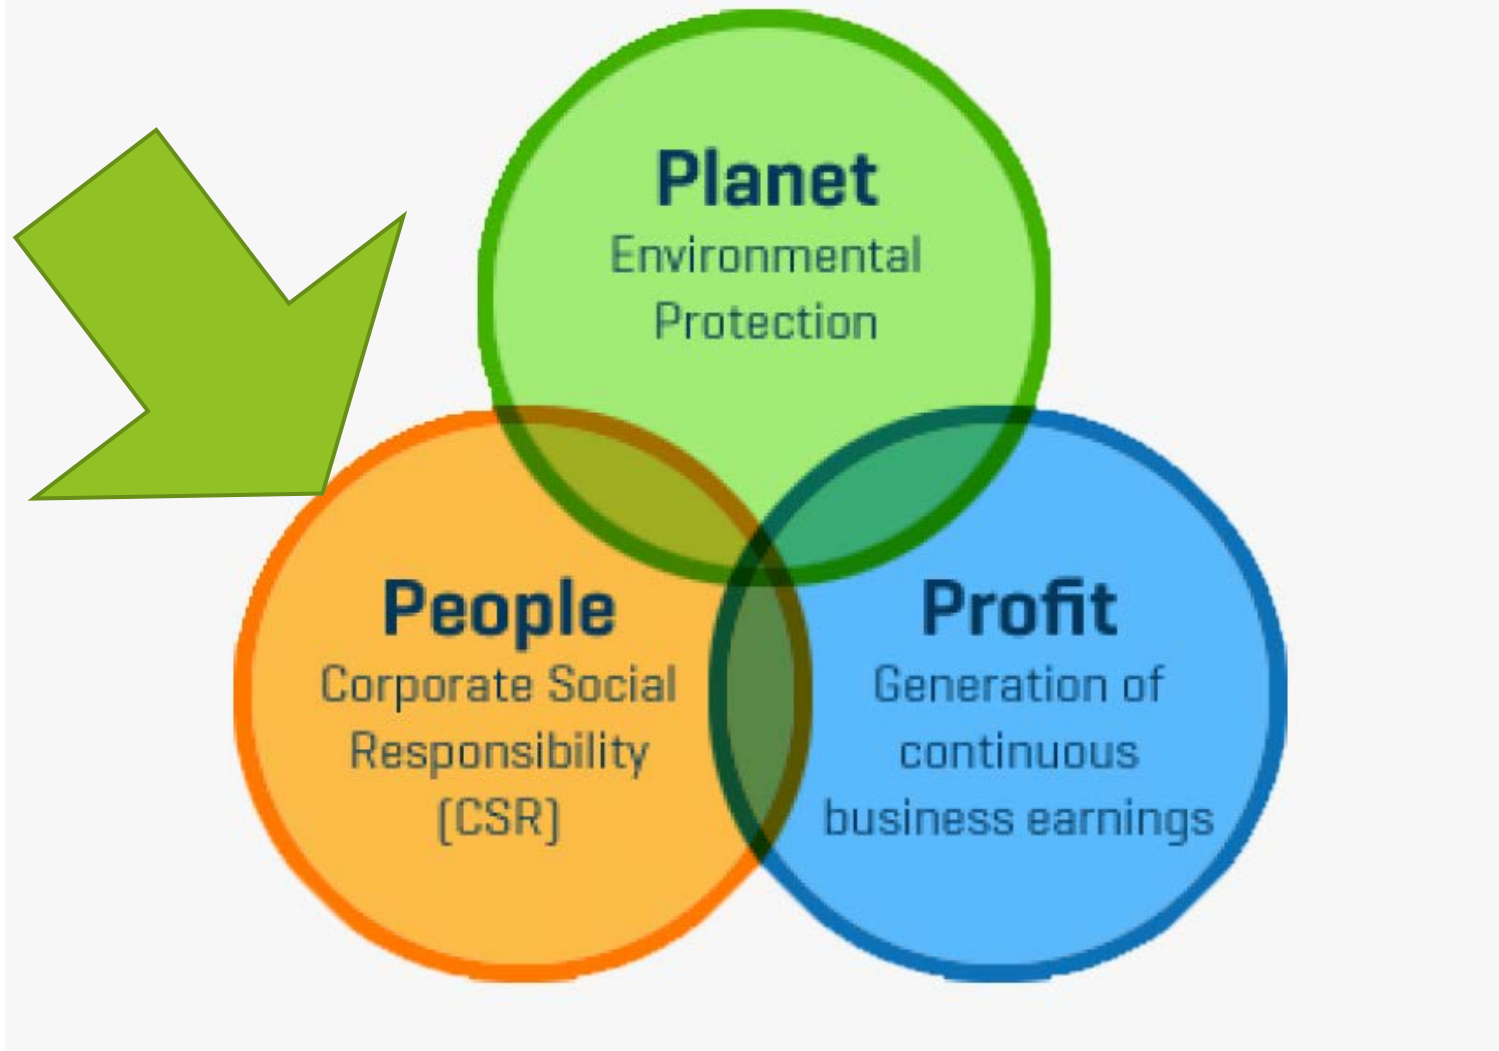 Planet
Environmental
Protection
People
Corporate Social
Responsibility
(CSR)
Profit
Generation of
continuous
business earnings